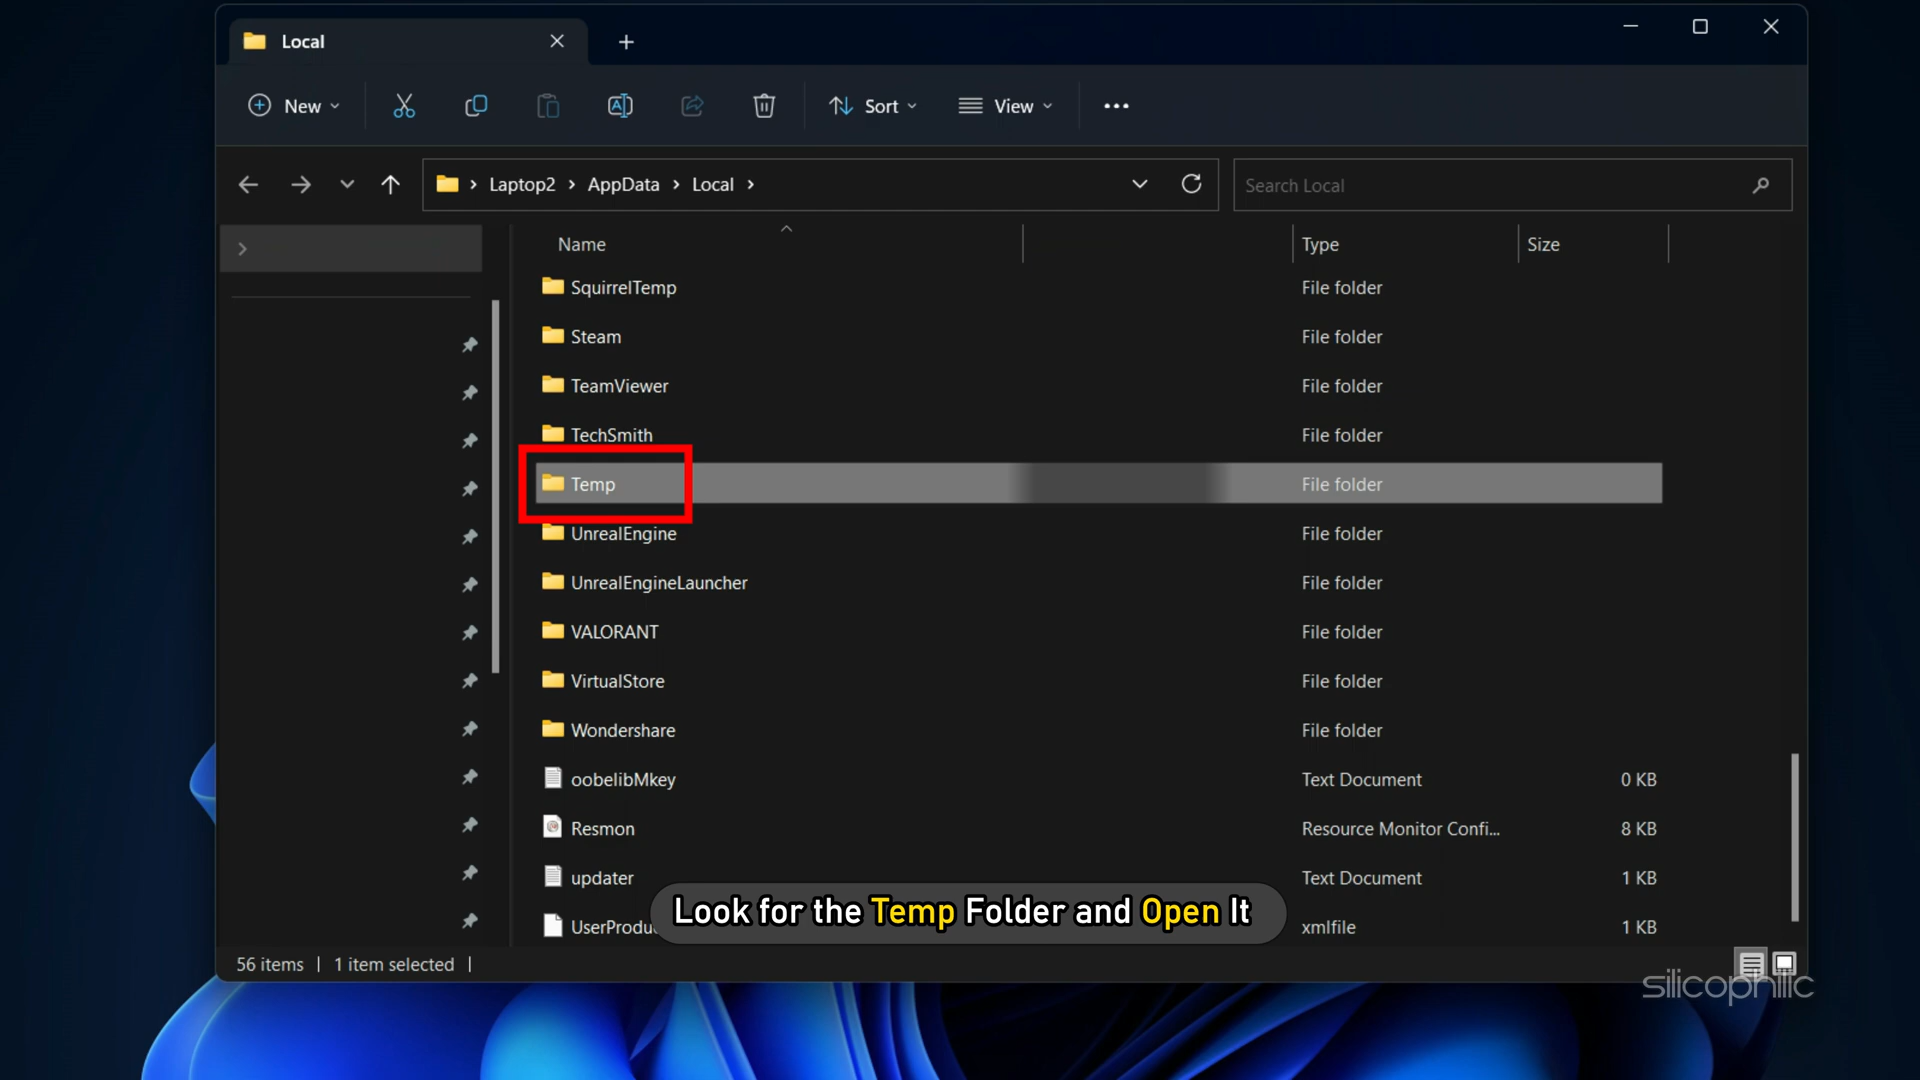 Local
New
Sort
View
Laptop2 > AppData > Local >
Search Local
Name Type Size
SquirrelTemp File folder
Steam File folder
TeamViewer File folder
TechSmith File folder
Temp File folder
UnrealEngine File folder
UnrealEngineLauncher File folder
VALORANT File folder
VirtualStore File folder
Wondershare File folder
oobelibMkey Text Document 0 KB
Resmon Resource Monitor Confi... 8 KB
updater Text Document 1 KB
UserProdu xmlfile 1 KB
Look for the Temp Folder and Open It
56 items | 1 item selected |
silicophilic